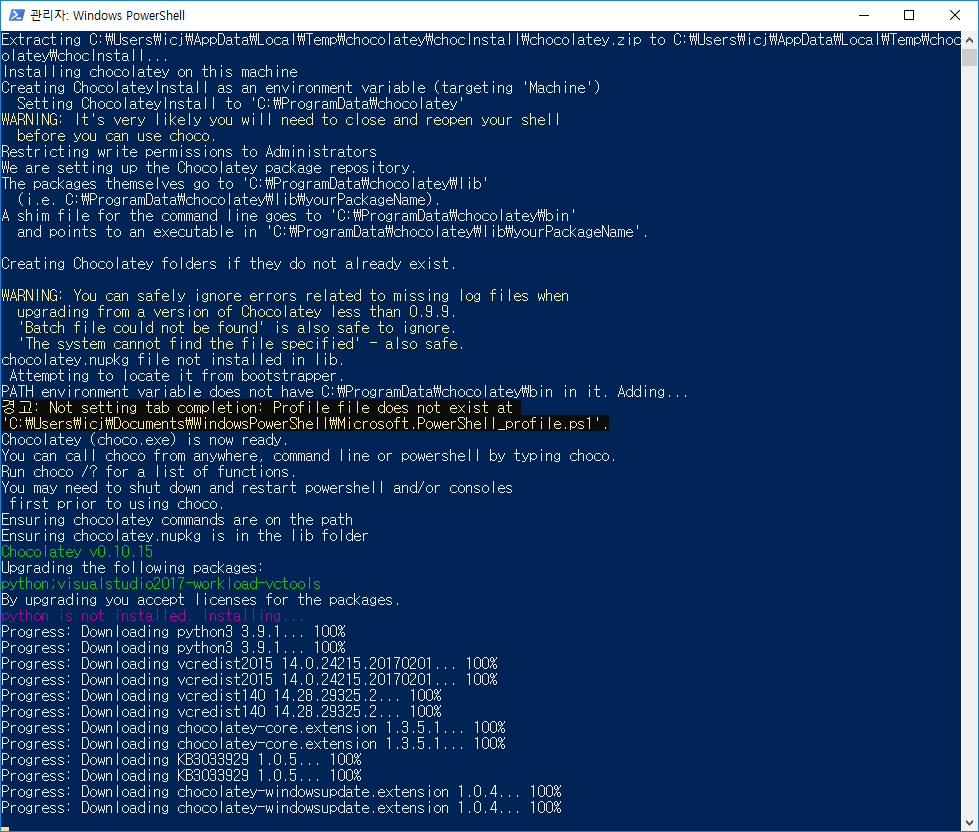 관리자: Windows PowerShell
Extracting C:₩Users₩icj₩AppData₩Local₩Temp₩chocolatey₩chocInstall₩chocolatey.zip to C:₩Users₩icj₩AppData₩Local₩Temp₩choc
olatey₩chocInstall...
Installing chocolatey on this machine
Creating ChocolateyInstall as an environment variable (targeting 'Machine')
  Setting ChocolateyInstall to 'C:₩ProgramData₩chocolatey'
WARNING: It's very likely you will need to close and reopen your shell
  before you can use choco.
Restricting write permissions to Administrators
We are setting up the Chocolatey package repository.
The packages themselves go to 'C:₩ProgramData₩chocolatey₩lib'
  (i.e. C:₩ProgramData₩chocolatey₩lib₩yourPackageName).
A shim file for the command line goes to 'C:₩ProgramData₩chocolatey₩bin'
  and points to an executable in 'C:₩ProgramData₩chocolatey₩lib₩yourPackageName'.
Creating Chocolatey folders if they do not already exist.
WARNING: You can safely ignore errors related to missing log files when
  upgrading from a version of Chocolatey less than 0.9.9.
  'Batch file could not be found' is also safe to ignore.
  'The system cannot find the file specified' - also safe.
chocolatey.nupkg file not installed in lib.
 Attempting to locate it from bootstrapper.
PATH environment variable does not have C:₩ProgramData₩chocolatey₩bin in it. Adding...
경고: Not setting tab completion: Profile file does not exist at
'C:₩Users₩icj₩Documents₩WindowsPowerShell₩Microsoft.PowerShell_profile.ps1'.
Chocolatey (choco.exe) is now ready.
You can call choco from anywhere, command line or powershell by typing choco.
Run choco /? for a list of functions.
You may need to shut down and restart powershell and/or consoles
 first prior to using choco.
Ensuring chocolatey commands are on the path
Ensuring chocolatey.nupkg is in the lib folder
Chocolatey v0.10.15
Upgrading the following packages:
python;visualstudio2017-workload-vctools
By upgrading you accept licenses for the packages.
python is not installed. Installing...
Progress: Downloading python3 3.9.1... 100%
Progress: Downloading python3 3.9.1... 100%
Progress: Downloading vcredist2015 14.0.24215.20170201... 100%
Progress: Downloading vcredist2015 14.0.24215.20170201... 100%
Progress: Downloading vcredist140 14.28.29325.2... 100%
Progress: Downloading vcredist140 14.28.29325.2... 100%
Progress: Downloading chocolatey-core.extension 1.3.5.1... 100%
Progress: Downloading chocolatey-core.extension 1.3.5.1... 100%
Progress: Downloading KB3033929 1.0.5... 100%
Progress: Downloading KB3033929 1.0.5... 100%
Progress: Downloading chocolatey-windowsupdate.extension 1.0.4... 100%
Progress: Downloading chocolatey-windowsupdate.extension 1.0.4... 100%